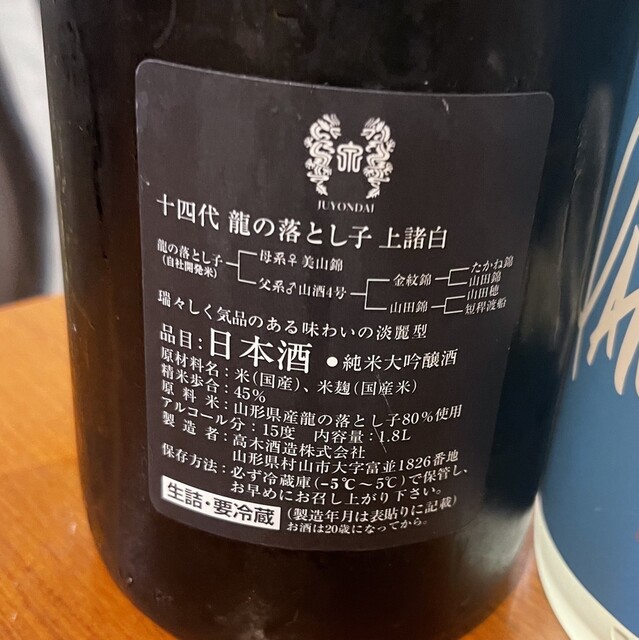 JUYONDAI
十四代 龍の落とし子 上諸白
龍の落とし子
(自社開発米)
母系♀美山錦
父系♂山酒4号
金紋錦
山田錦
たかね錦
山田錦
山田穂
短稈渡船
瑞々しく気品のある味わいの淡麗型
品目:日本酒 ●純米大吟醸酒
原材料名:米(国産)、米麹(国産米)
精米歩合:45%
原料米:山形県産龍の落とし子80%使用
アルコール分:15度 内容量:1.8L
製造者:高木酒造株式会社
山形県村山市大字富並1826番地
保存方法:必ず冷蔵庫(-5℃~5℃)で保管し、
お早めにお召し上がり下さい。
生詰・要冷蔵 (製造年月は表貼りに記載)
お酒は20歳になってから。